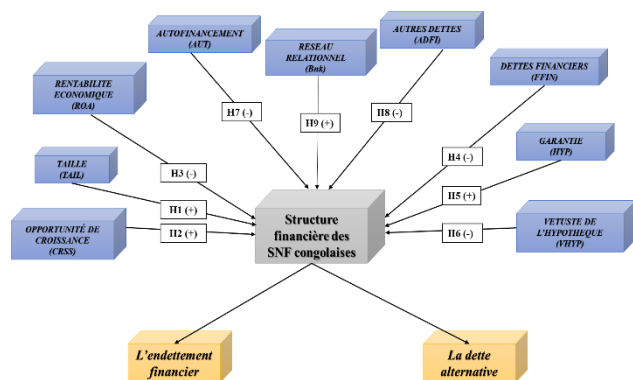 AUTOFINANCEMENT
(AUT)
RESEAU
RELATIONNEL
(Bnk)
AUTRES DETTES
(ADFI)
RENTABILITE
ECONOMIQUE
(ROA)
DETTES FINANCIERS
(FFIN)
TAILLE
(TAIL)
GARANTIE
(HYP)
OPPORTUNITÉ DE
CROISSANCE
(CRSS)
VETUSTE DE
L'HYPOTHEQUE
(VHYP)
H7 (-)
H9 (+)
H8 (-)
H3 (-)
H4 (-)
H1 (+)
H5 (+)
H2 (+)
H6 (-)
Structure
financière des
SNF congolaises
L'endettement
financier
La dette
alternative